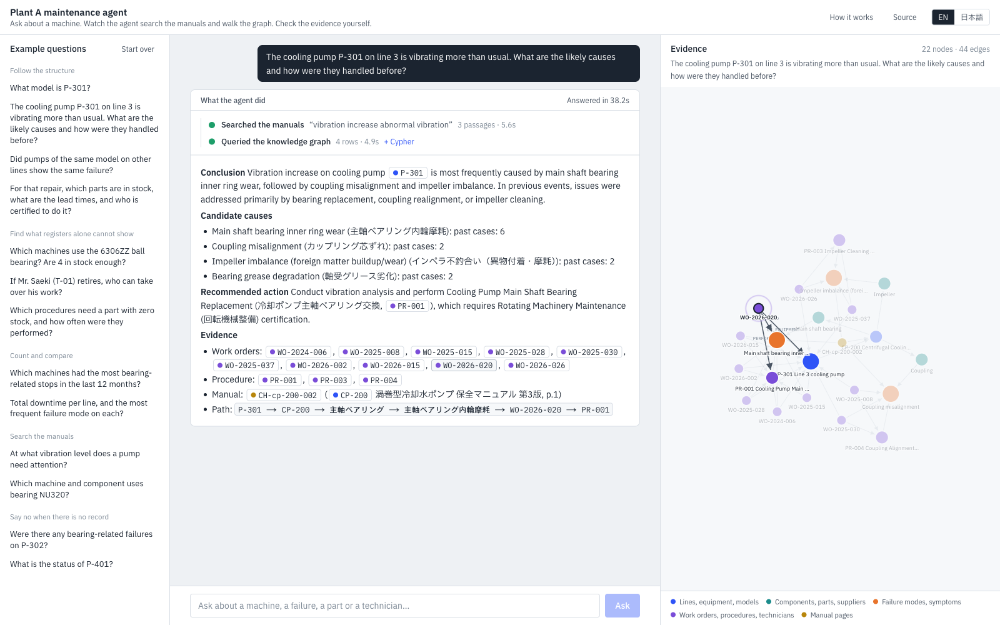 Plant A maintenance agent
Ask about a machine. Watch the agent search the manuals and walk the graph. Check the evidence yourself.
How it works
Source
EN
日本語
Example questions
Start over
Follow the structure
What model is P-301?
The cooling pump P-301 on line 3 is
vibrating more than usual. What are the
likely causes and how were they handled
before?
Did pumps of the same model on other
lines show the same failure?
For that repair, which parts are in stock,
what are the lead times, and who is
certified to do it?
Find what registers alone cannot show
Which machines use the 6306ZZ ball
bearing? Are 4 in stock enough?
If Mr. Saeki (T-01) retires, who can take
over his work?
Which procedures need a part with zero
stock, and how often were they
performed?
Count and compare
Which machines had the most bearing-
related stops in the last 12 months?
Total downtime per line, and the most
frequent failure mode on each?
Search the manuals
At what vibration level does a pump
need attention?
Which machine and component uses
bearing NU320?
Say no when there is no record
Were there any bearing-related failures
on P-302?
What is the status of P-401?
The cooling pump P-301 on line 3 is vibrating more than usual. What are the likely causes
and how were they handled before?
What the agent did
Answered in 38.2s
Searched the manuals “vibration increase abnormal vibration” 3 passages · 5.6s
Queried the knowledge graph 4 rows · 4.9s + Cypher
Conclusion Vibration increase on cooling pump P-301 is most frequently caused by main shaft bearing
inner ring wear, followed by coupling misalignment and impeller imbalance. In previous events, issues were
addressed primarily by bearing replacement, coupling realignment, or impeller cleaning.
Candidate causes
• Main shaft bearing inner ring wear (主軸ベアリング内輪摩耗): past cases: 6
• Coupling misalignment (カップリング芯ずれ): past cases: 2
• Impeller imbalance (foreign matter buildup/wear) (インペラ不釣合い（異物付着・摩耗）): past cases: 2
• Bearing grease degradation (軸受グリース劣化): past cases: 2
Recommended action Conduct vibration analysis and perform Cooling Pump Main Shaft Bearing
Replacement (冷却ポンプ主軸ベアリング交換, PR-001 ), which requires Rotating Machinery Maintenance
(回転機械整備) certification.
Evidence
• Work orders: WO-2024-006 , WO-2025-008 , WO-2025-015 , WO-2025-028 , WO-2025-030 ,
WO-2025-037 , WO-2026-002 , WO-2026-015 , WO-2026-020 , WO-2026-026
• Procedure: PR-001 , PR-003 , PR-004
• Manual: CH-cp-200-002 ( CP-200 渦巻型冷却水ポンプ 保全マニュアル 第3版, p.1)
• Path: P-301 → CP-200 → 主軸ベアリング → 主軸ベアリング内輪摩耗 → WO-2026-020 → PR-001
Ask about a machine, a failure, a part or a technician...
Ask
Evidence
22 nodes · 44 edges
The cooling pump P-301 on line 3 is vibrating more than usual. What are the likely causes and
how were they handled before?
PR-003 Impeller Cleaning ...
Impeller imbalance (forei...
Impeller
WO-2026-026
WO-2025-037
WO-2026-020
Main shaft bearing
WO-2026-015
CP-200 Centrifugal Coolin...
CH-cp-200-002
Main shaft bearing inner ...
Coupling
P-301 Line 3 cooling pump
WO-2026-002
PR-001 Cooling Pump Main ...
WO-2025-008
WO-2025-015
Coupling misalignment
WO-2025-028
WO-2024-006
WO-2025-030
PR-004 Coupling Alignment...
Lines, equipment, models
Components, parts, suppliers
Failure modes, symptoms
Work orders, procedures, technicians
Manual pages